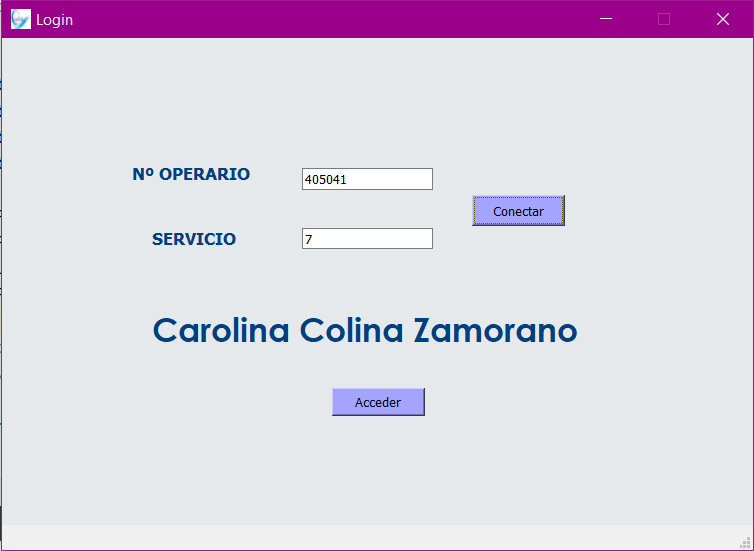 Login
Nº OPERARIO
405041
Conectar
SERVICIO
7
Carolina Colina Zamorano
Acceder